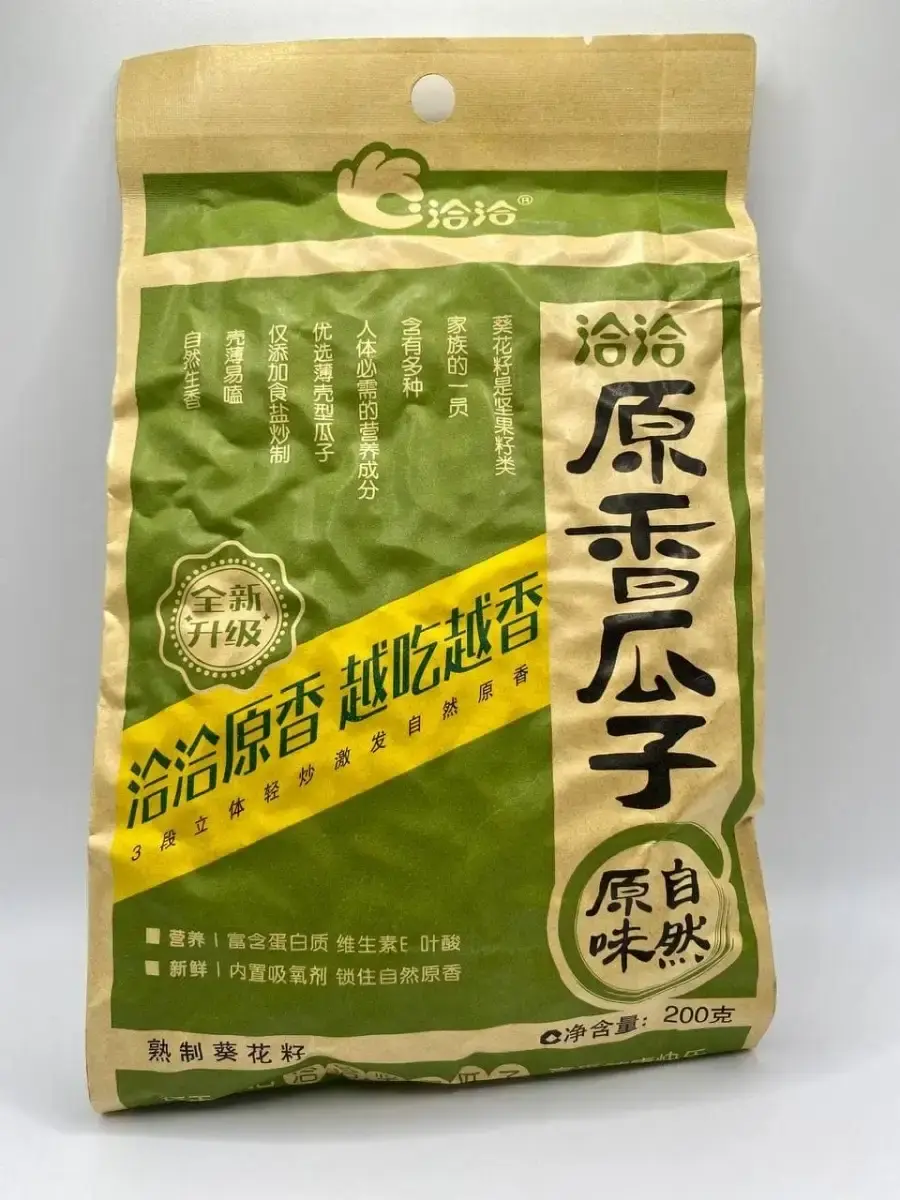 洽洽®
洽洽
原香瓜子
自然
原味
葵花籽是坚果籽类
家族的一员
含有多种
人体必需的营养成分
优选薄壳型瓜子
仅添加食盐炒制
壳薄易嗑
自然生香
全新
升级
洽洽原香 越吃越香
3段立体轻炒激发自然原香
营养 | 富含蛋白质 维生素E 叶酸
新鲜 | 内置吸氧剂 锁住自然原香
净含量: 200克
熟制葵花籽